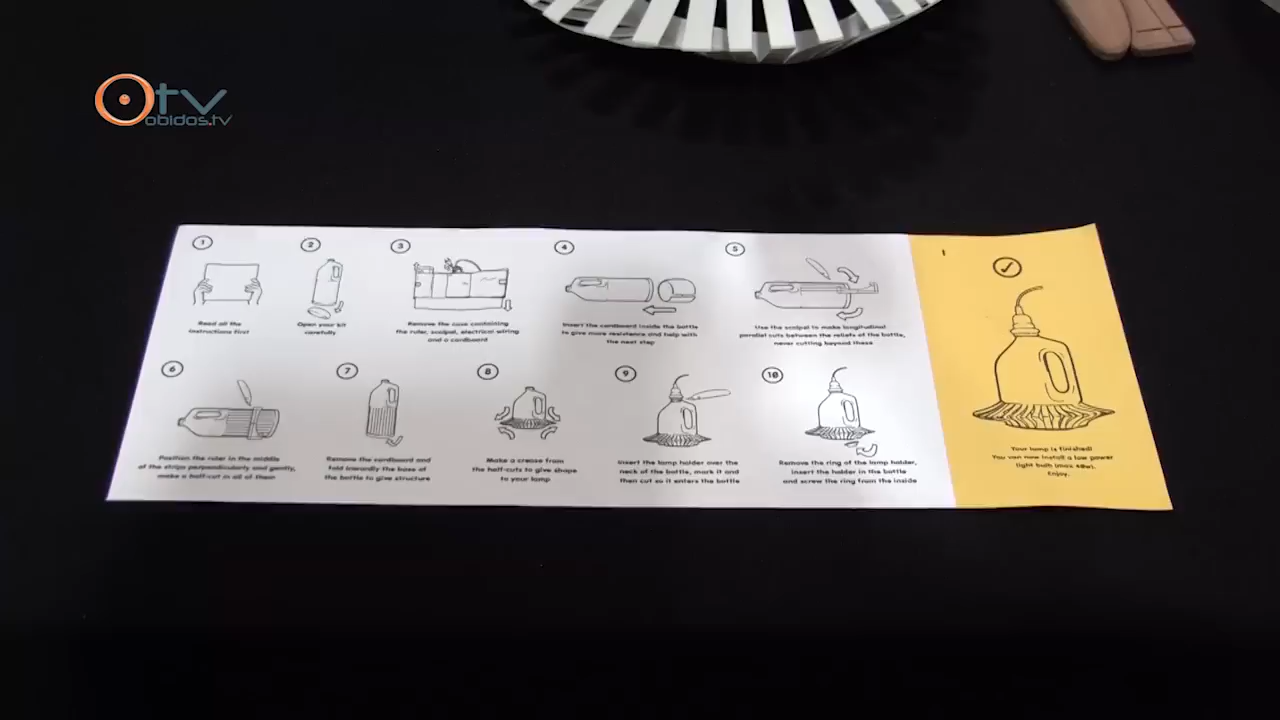 tv
obidos.tv
1
Read all the
instructions first
2
Open your kit
carefully
3
Remove the case containing
the ruler, scalpel, electrical wiring
and a cardboard
4
Insert the cardboard inside the bottle
to give more resistance and help with
the next step
5
Use the scalpel to make longitudinal
parallel cuts between the reliefs of the bottle,
never cutting beyond these
6
Position the ruler in the middle
of the strips perpendicularly and gently,
make a half-cut in all of them
7
Remove the cardboard and
fold inwardly the base of
the bottle to give structure
8
Make a crease from
the half-cuts to give shape
to your lamp
9
Insert the lamp holder over the
neck of the bottle, mark it and
then cut so it enters the bottle
10
Remove the ring of the lamp holder,
insert the holder in the bottle
and screw the ring from the inside
Your lamp is finished!
You can now install a low power
light bulb (max 40w).
Enjoy.